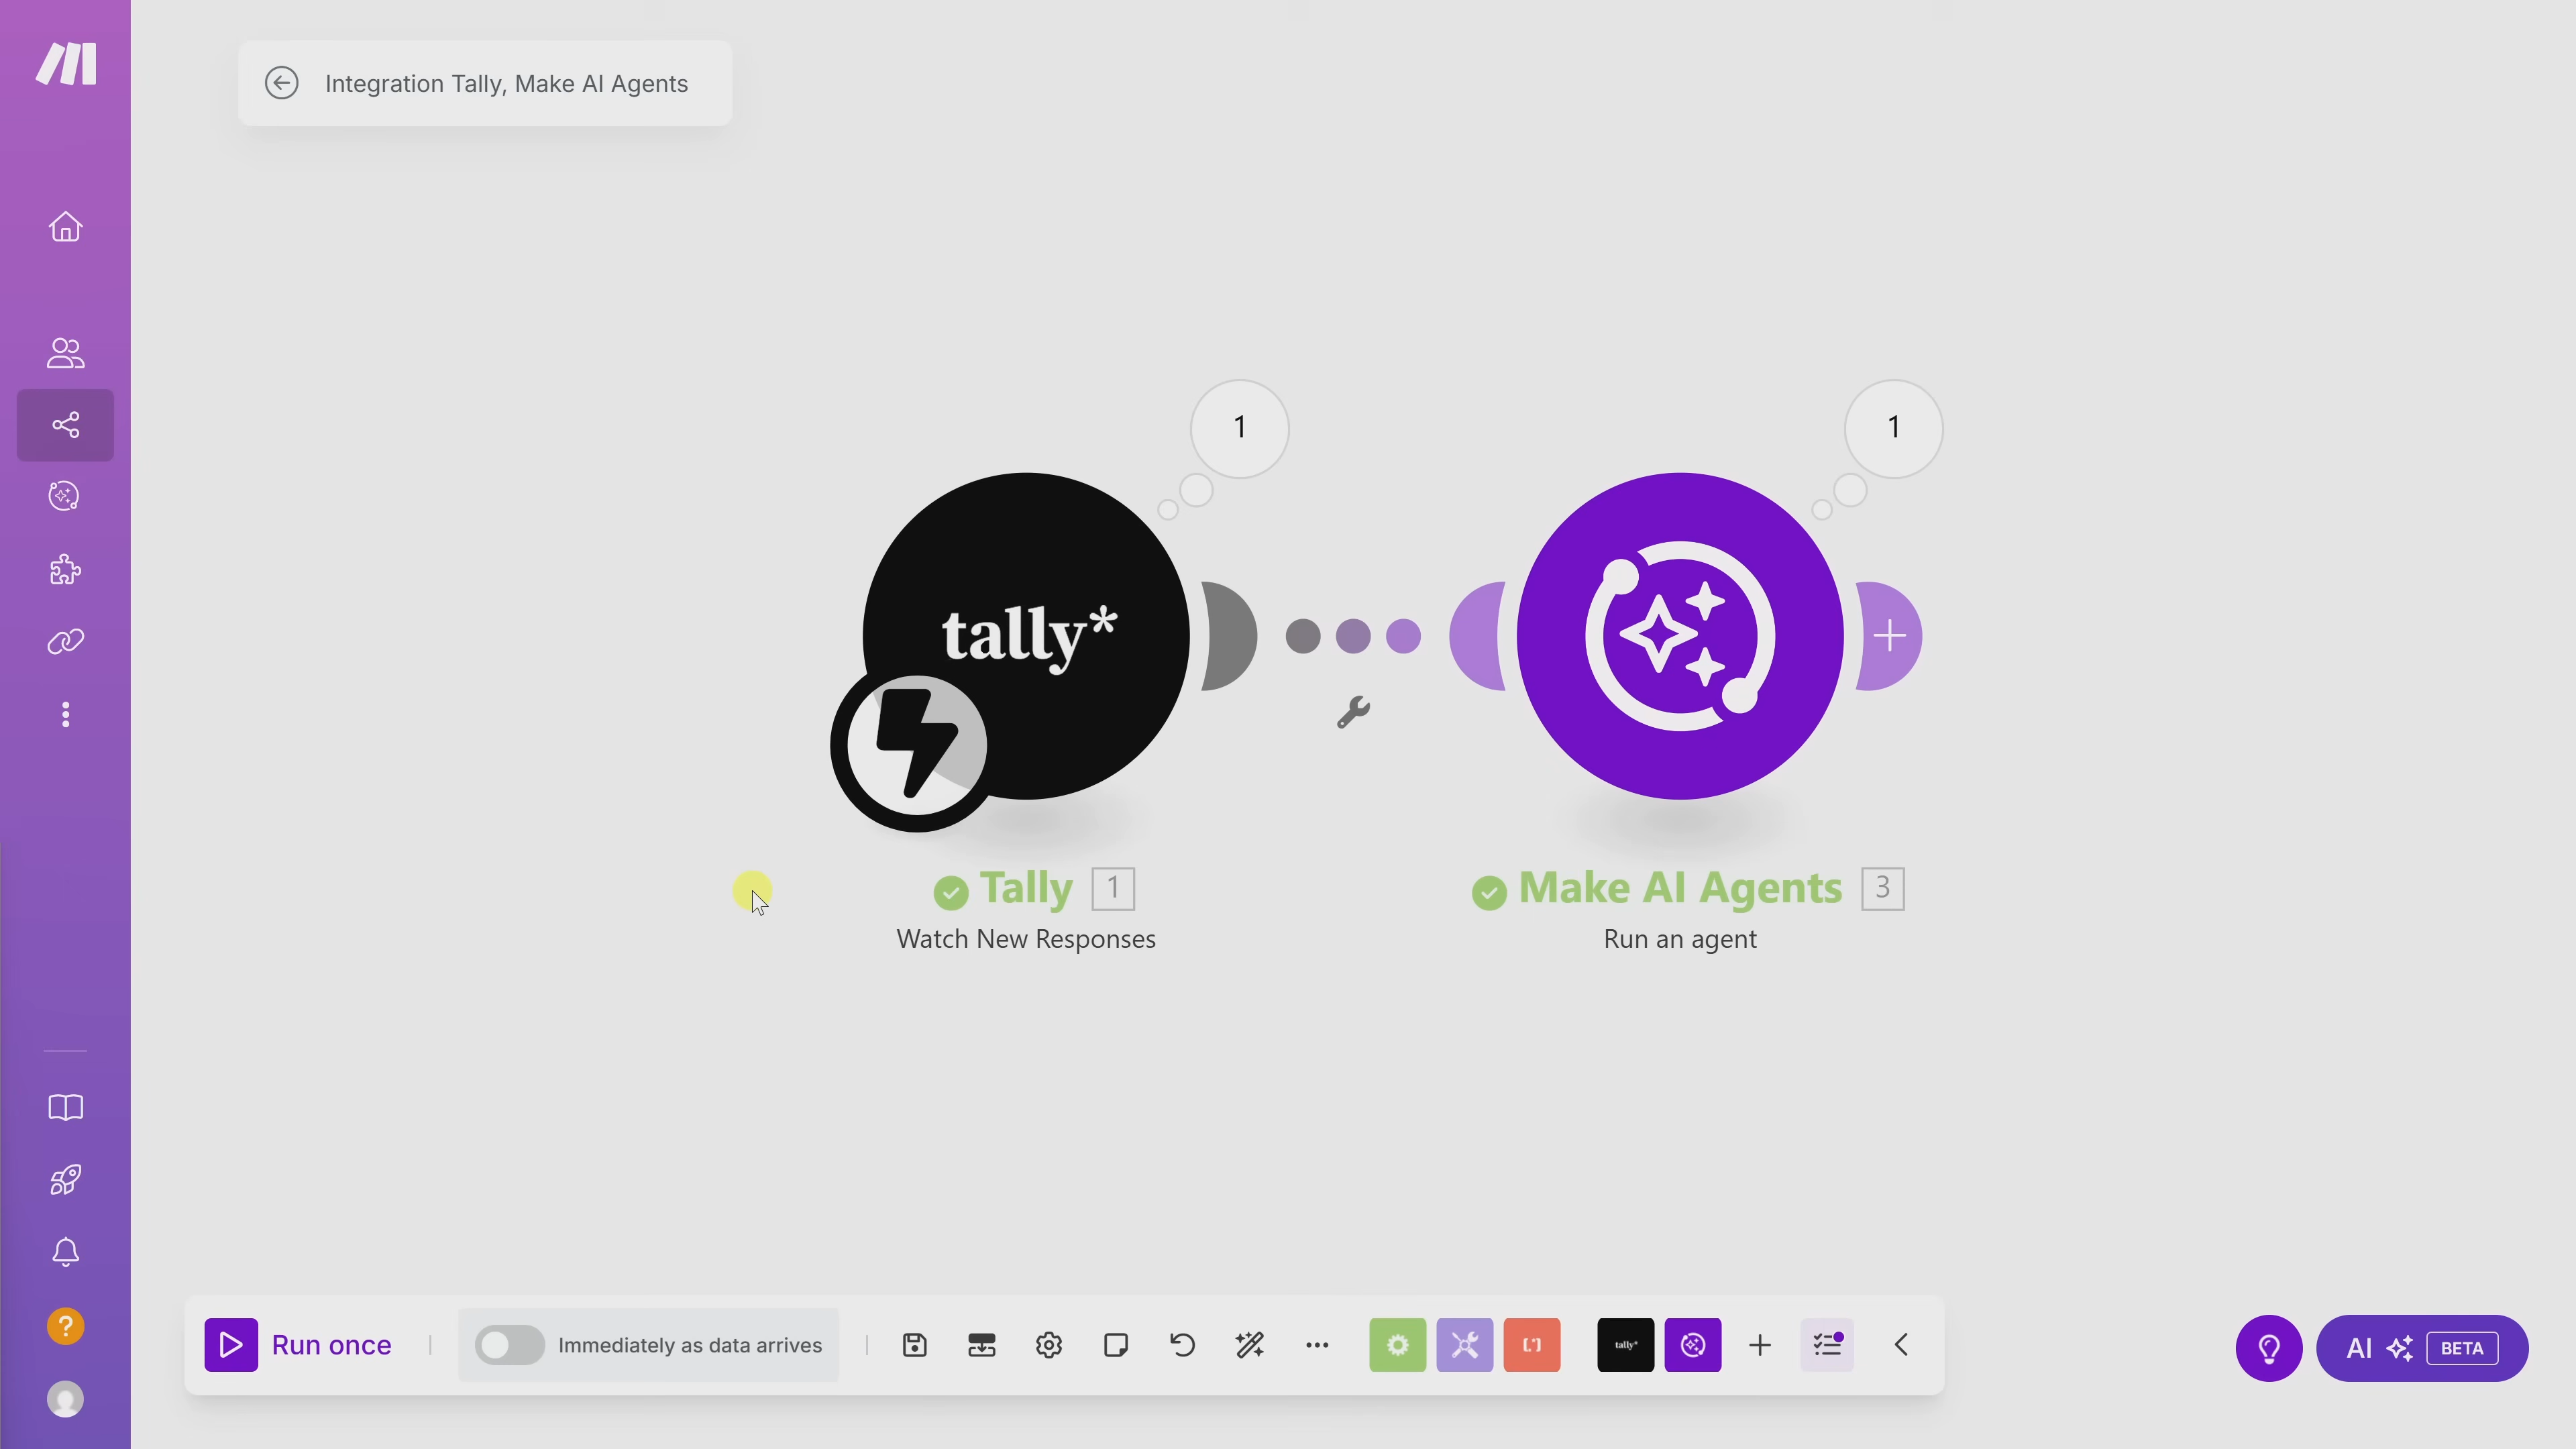 Integration Tally, Make AI Agents
1
1
tally*
Tally 1
Make AI Agents 3
Watch New Responses
Run an agent
?
Run once
Immediately as data arrives
tally*
AI BETA